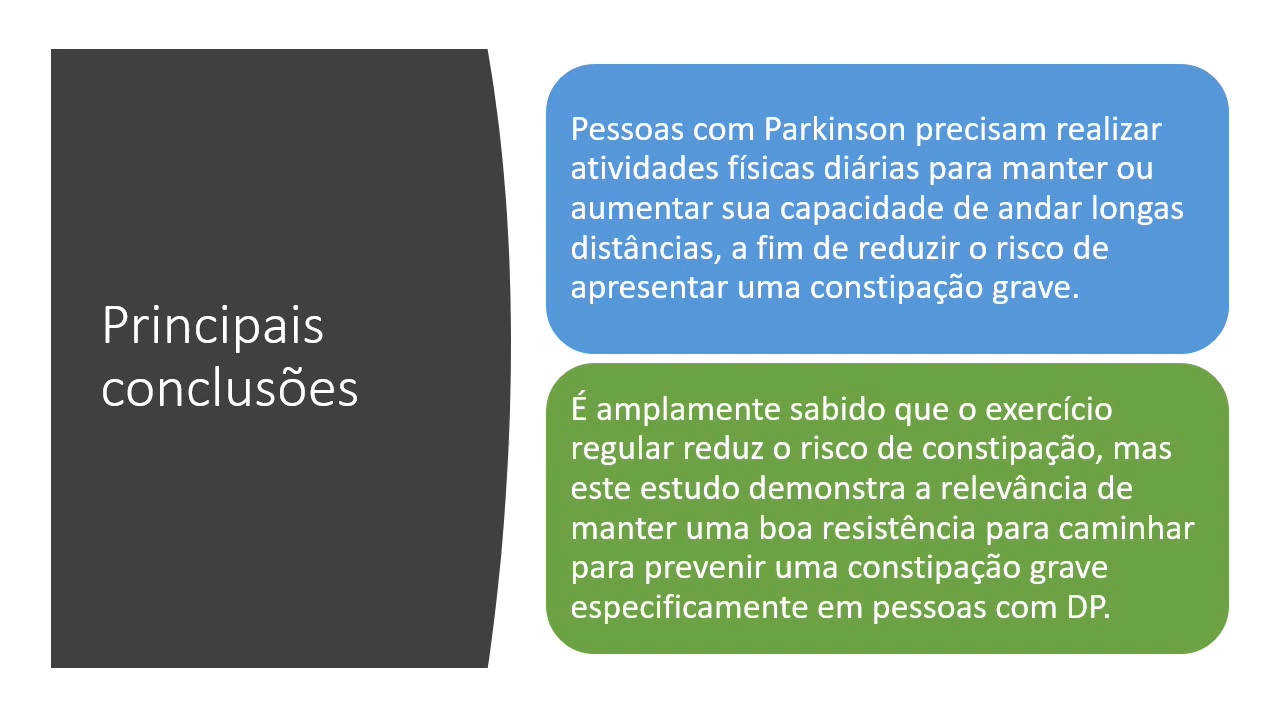 Principais
conclusões
Pessoas com Parkinson precisam realizar
atividades físicas diárias para manter ou
aumentar sua capacidade de andar longas
distâncias, a fim de reduzir o risco de
apresentar uma constipação grave.
É amplamente sabido que o exercício
regular reduz o risco de constipação, mas
este estudo demonstra a relevância de
manter uma boa resistência para caminhar
para prevenir uma constipação grave
especificamente em pessoas com DP.